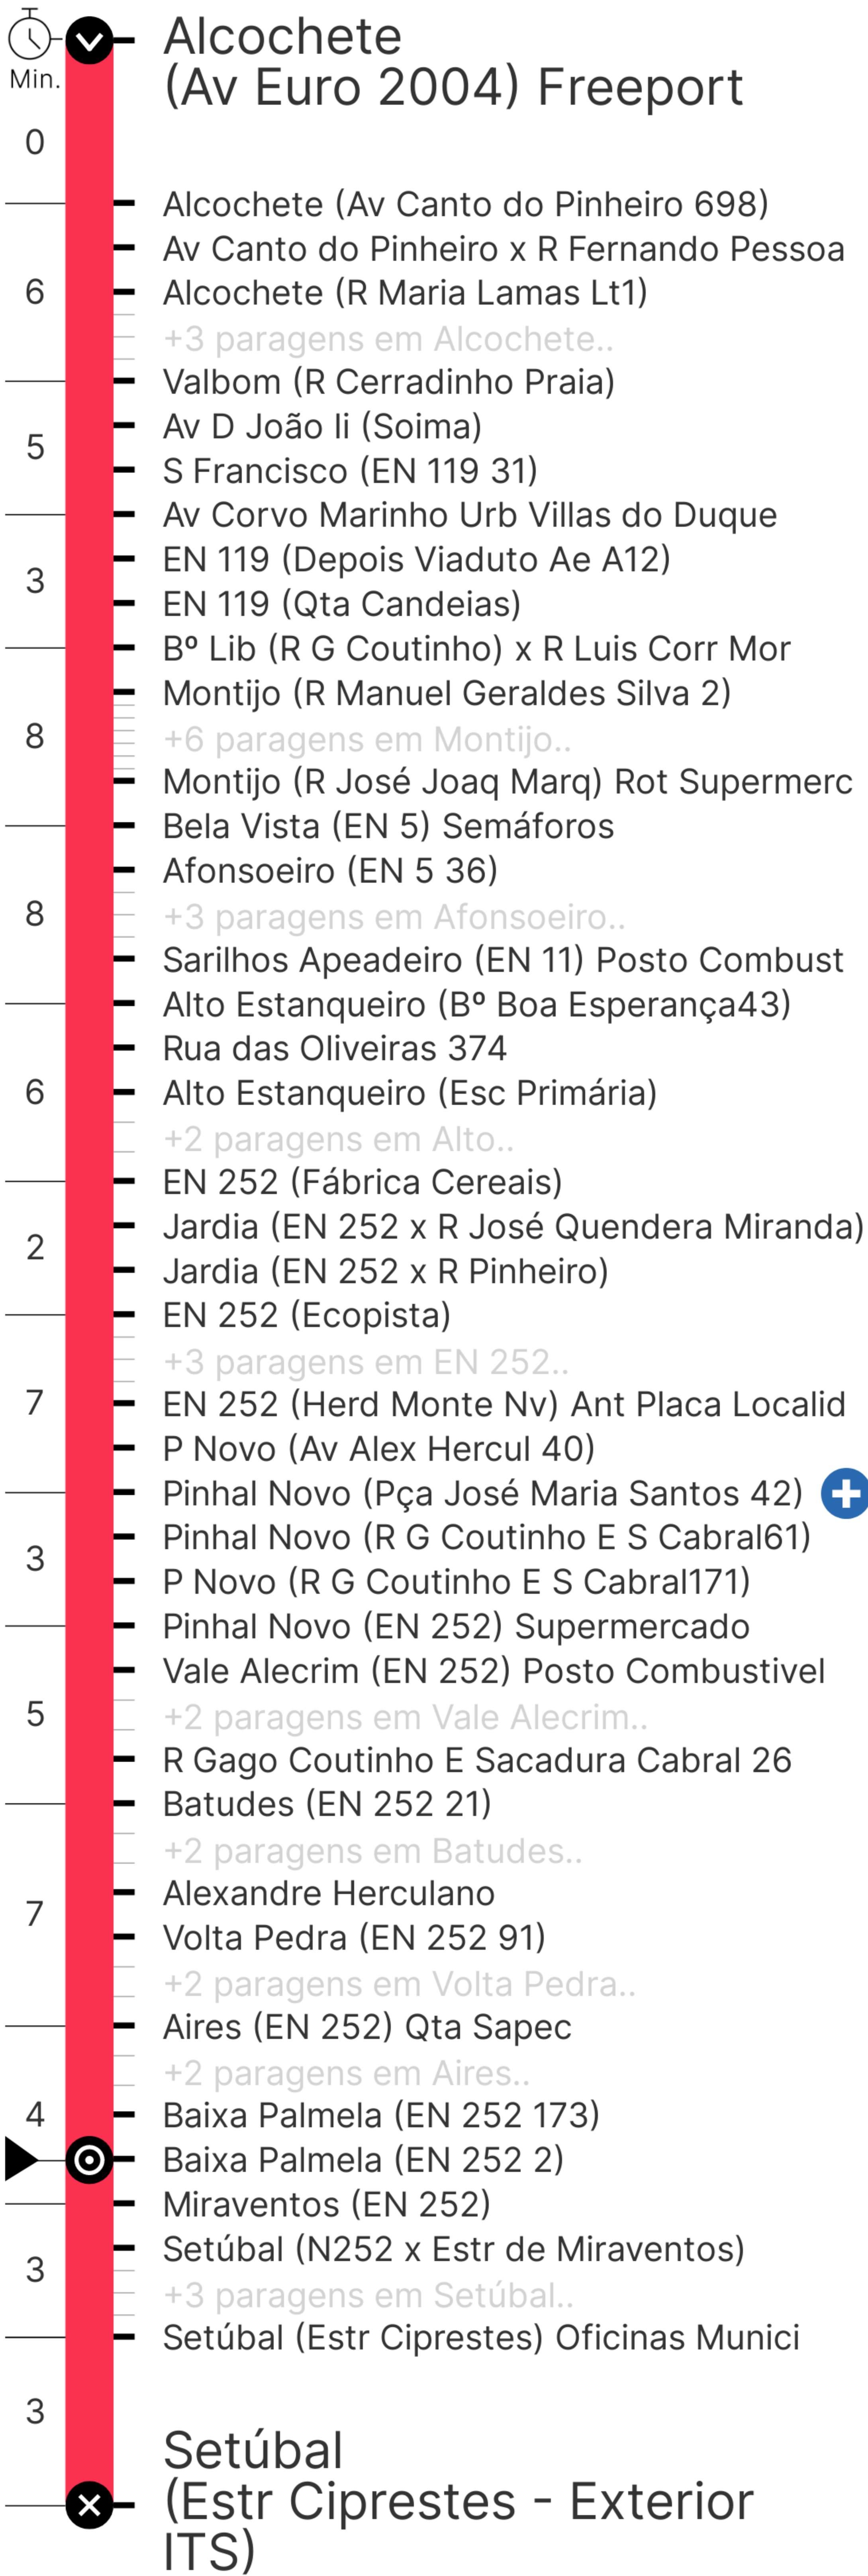 Alcochete
(Av Euro 2004) Freeport
Min.
0
Alcochete (Av Canto do Pinheiro 698)
Av Canto do Pinheiro x R Fernando Pessoa
6
Alcochete (R Maria Lamas Lt1)
+3 paragens em Alcochete..
Valbom (R Cerradinho Praia)
Av D João Ii (Soima)
5
S Francisco (EN 119 31)
Av Corvo Marinho Urb Villas do Duque
EN 119 (Depois Viaduto Ae A12)
3
EN 119 (Qta Candeias)
Bº Lib (R G Coutinho) x R Luis Corr Mor
Montijo (R Manuel Geraldes Silva 2)
8
+6 paragens em Montijo..
Montijo (R José Joaq Marq) Rot Supermerc
Bela Vista (EN 5) Semáforos
Afonsoeiro (EN 5 36)
8
+3 paragens em Afonsoeiro..
Sarilhos Apeadeiro (EN 11) Posto Combust
Alto Estanqueiro (Bº Boa Esperança43)
Rua das Oliveiras 374
6
Alto Estanqueiro (Esc Primária)
+2 paragens em Alto..
EN 252 (Fábrica Cereais)
Jardia (EN 252 x R José Quendera Miranda)
2
Jardia (EN 252 x R Pinheiro)
EN 252 (Ecopista)
+3 paragens em EN 252..
7
EN 252 (Herd Monte Nv) Ant Placa Localid
P Novo (Av Alex Hercul 40)
Pinhal Novo (Pça José Maria Santos 42)
Pinhal Novo (R G Coutinho E S Cabral61)
3
P Novo (R G Coutinho E S Cabral171)
Pinhal Novo (EN 252) Supermercado
Vale Alecrim (EN 252) Posto Combustivel
5
+2 paragens em Vale Alecrim..
R Gago Coutinho E Sacadura Cabral 26
Batudes (EN 252 21)
+2 paragens em Batudes..
Alexandre Herculano
7
Volta Pedra (EN 252 91)
+2 paragens em Volta Pedra..
Aires (EN 252) Qta Sapec
+2 paragens em Aires..
4
Baixa Palmela (EN 252 173)
Baixa Palmela (EN 252 2)
Miraventos (EN 252)
Setúbal (N252 x Estr de Miraventos)
3
+3 paragens em Setúbal..
Setúbal (Estr Ciprestes) Oficinas Munici
3
Setúbal
(Estr Ciprestes - Exterior
ITS)